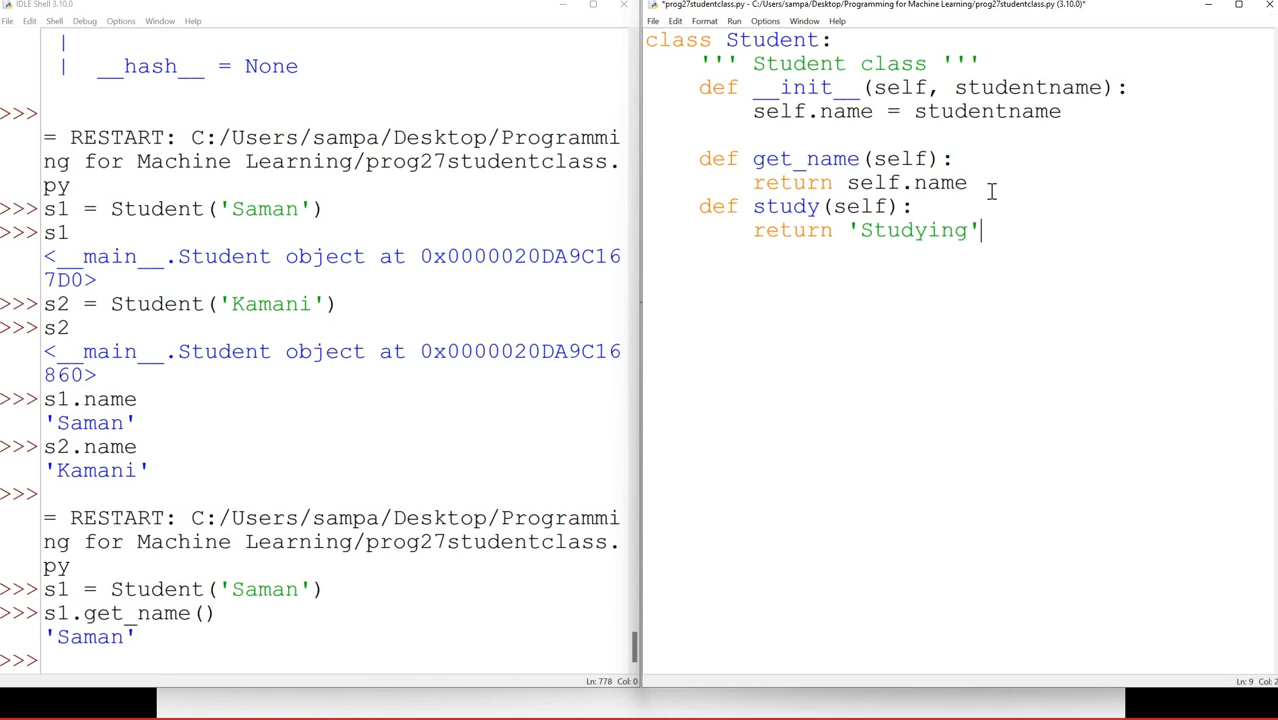 IDLE Shell 3.10.0
File Edit Shell Debug Options Window Help
|
| __hash__ = None
>>>
= RESTART: C:/Users/sampa/Desktop/Programmi
ng for Machine Learning/prog27studentclass.
py
>>> s1 = Student('Saman')
>>> s1
<__main__.Student object at 0x0000020DA9C16
7D0>
>>> s2 = Student('Kamani')
>>> s2
<__main__.Student object at 0x0000020DA9C16
860>
>>> s1.name
'Saman'
>>> s2.name
'Kamani'
>>>
= RESTART: C:/Users/sampa/Desktop/Programmi
ng for Machine Learning/prog27studentclass.
py
>>> s1 = Student('Saman')
>>> s1.get_name()
'Saman'
>>>
Ln: 778 Col: 0
*prog27studentclass.py - C:/Users/sampa/Desktop/Programming for Machine Learning/prog27studentclass.py (3.10.0)*
File Edit Format Run Options Window Help
class Student:
''' Student class '''
def __init__(self, studentname):
self.name = studentname
def get_name(self):
return self.name
def study(self):
return 'Studying'
Ln: 9 Col: 2